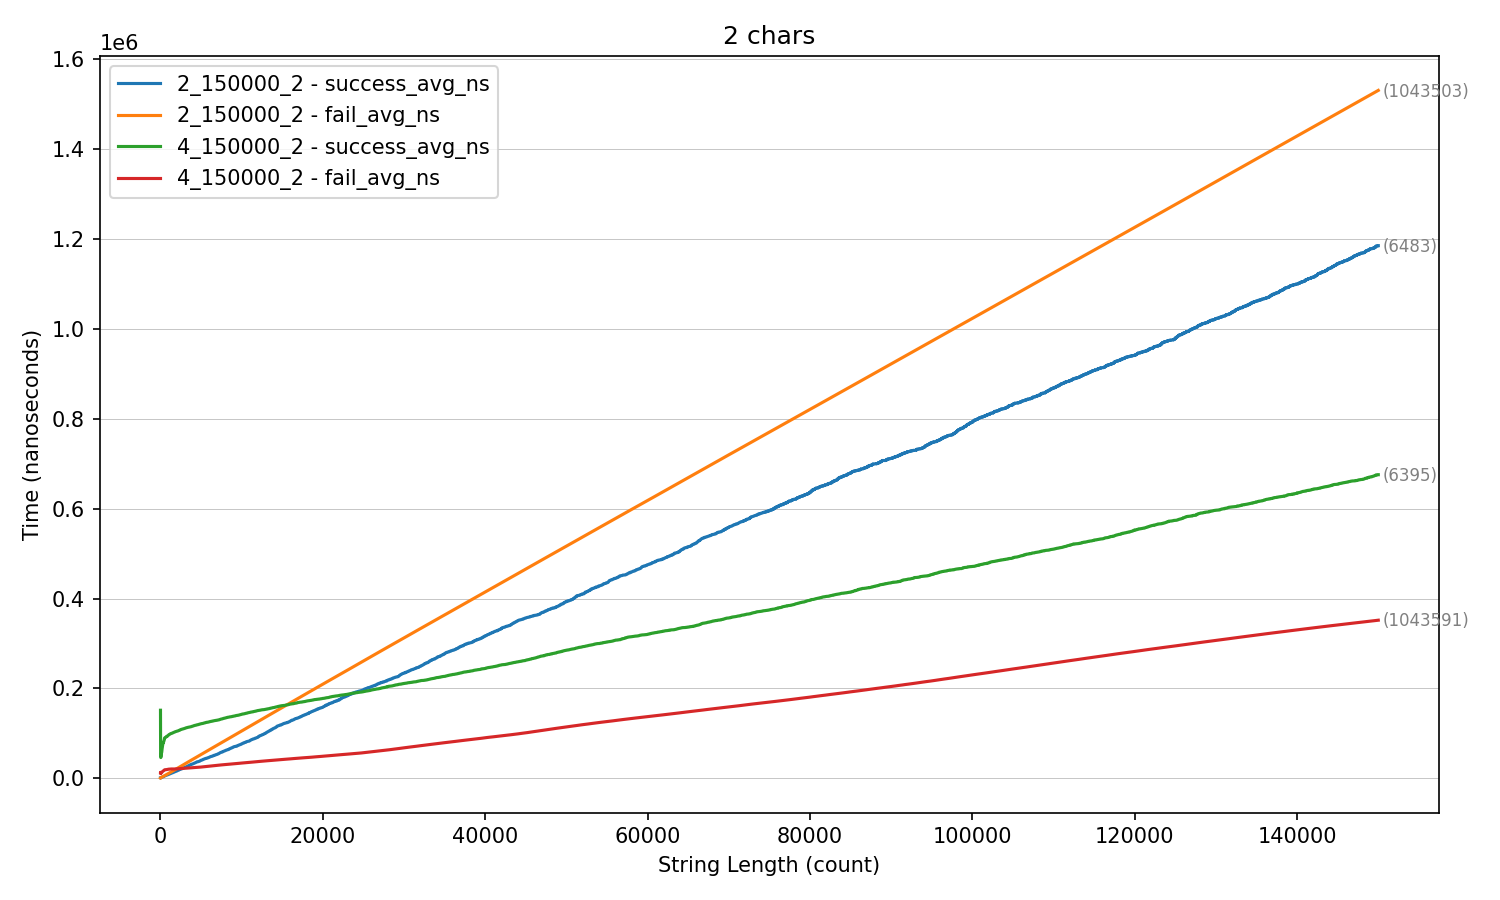 2 chars
1e6
1.6
1.4
1.2
1.0
0.8
0.6
0.4
0.2
0.0
Time (nanoseconds)
2_150000_2 - success_avg_ns
2_150000_2 - fail_avg_ns
4_150000_2 - success_avg_ns
4_150000_2 - fail_avg_ns
(1043503)
(6483)
(6395)
(1043591)
0 20000 40000 60000 80000 100000 120000 140000
String Length (count)